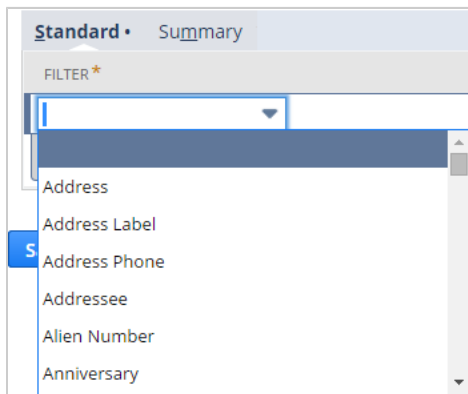 Standard • Summary
FILTER*
Address
Address Label
Address Phone
Addressee
Alien Number
Anniversary